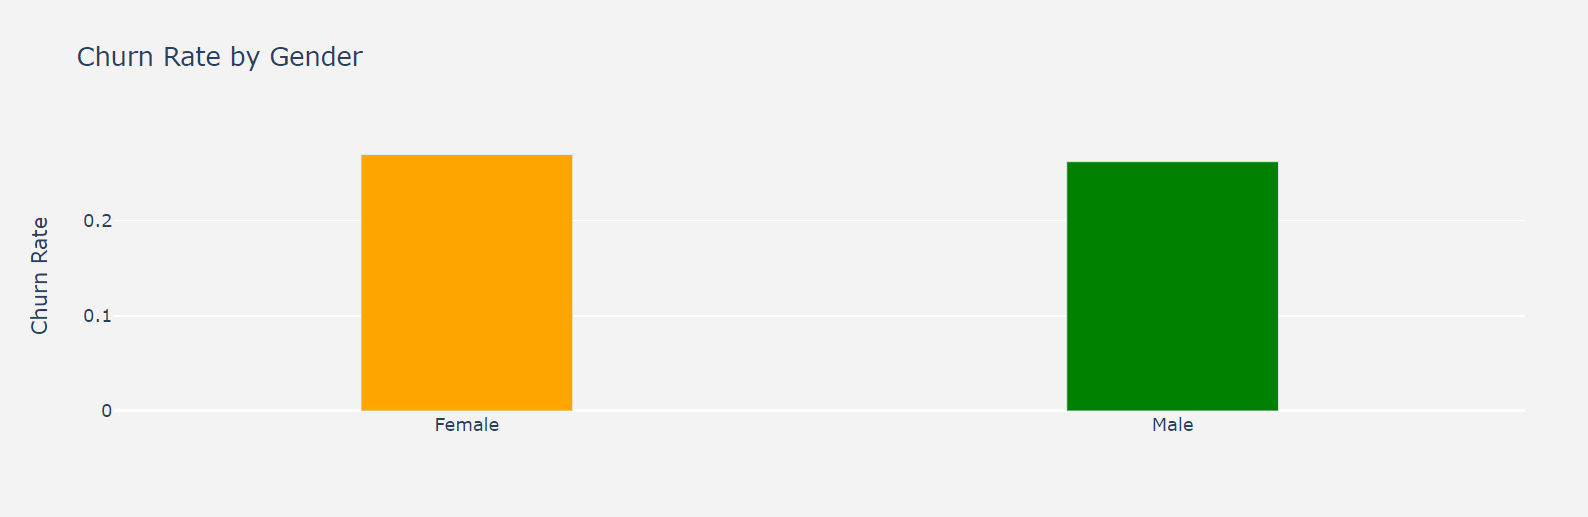 Churn Rate by Gender
Churn Rate
0.2
0.1
0
Female
Male